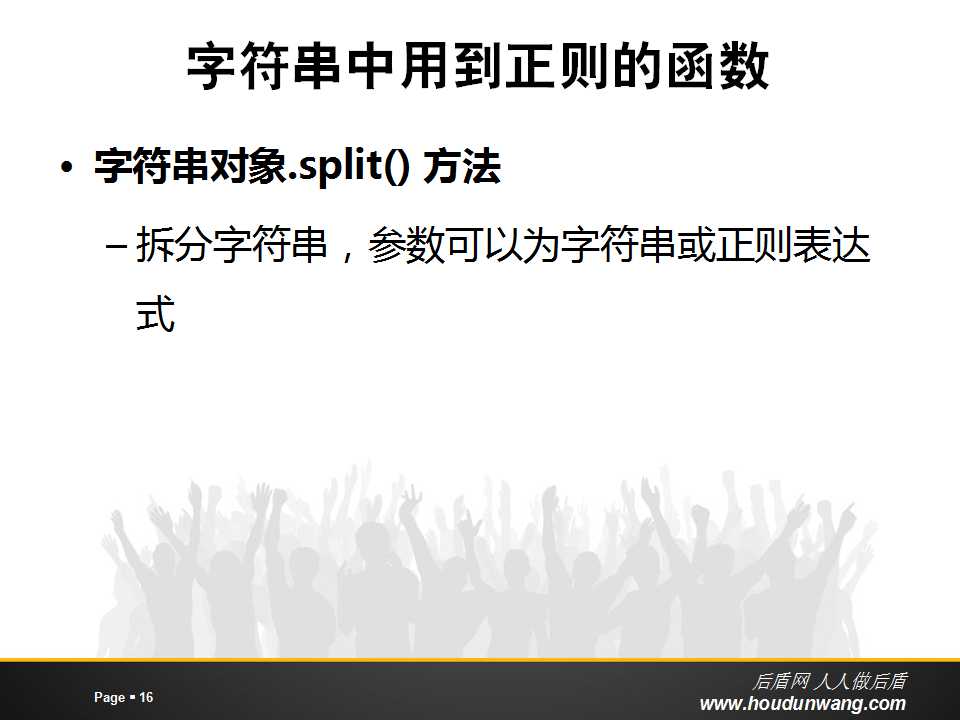 字符串中用到正则的函数
• 字符串对象.split() 方法
– 拆分字符串，参数可以为字符串或正则表达
式
Page ▪ 16
后盾网 人人做后盾
www.houdunwang.com